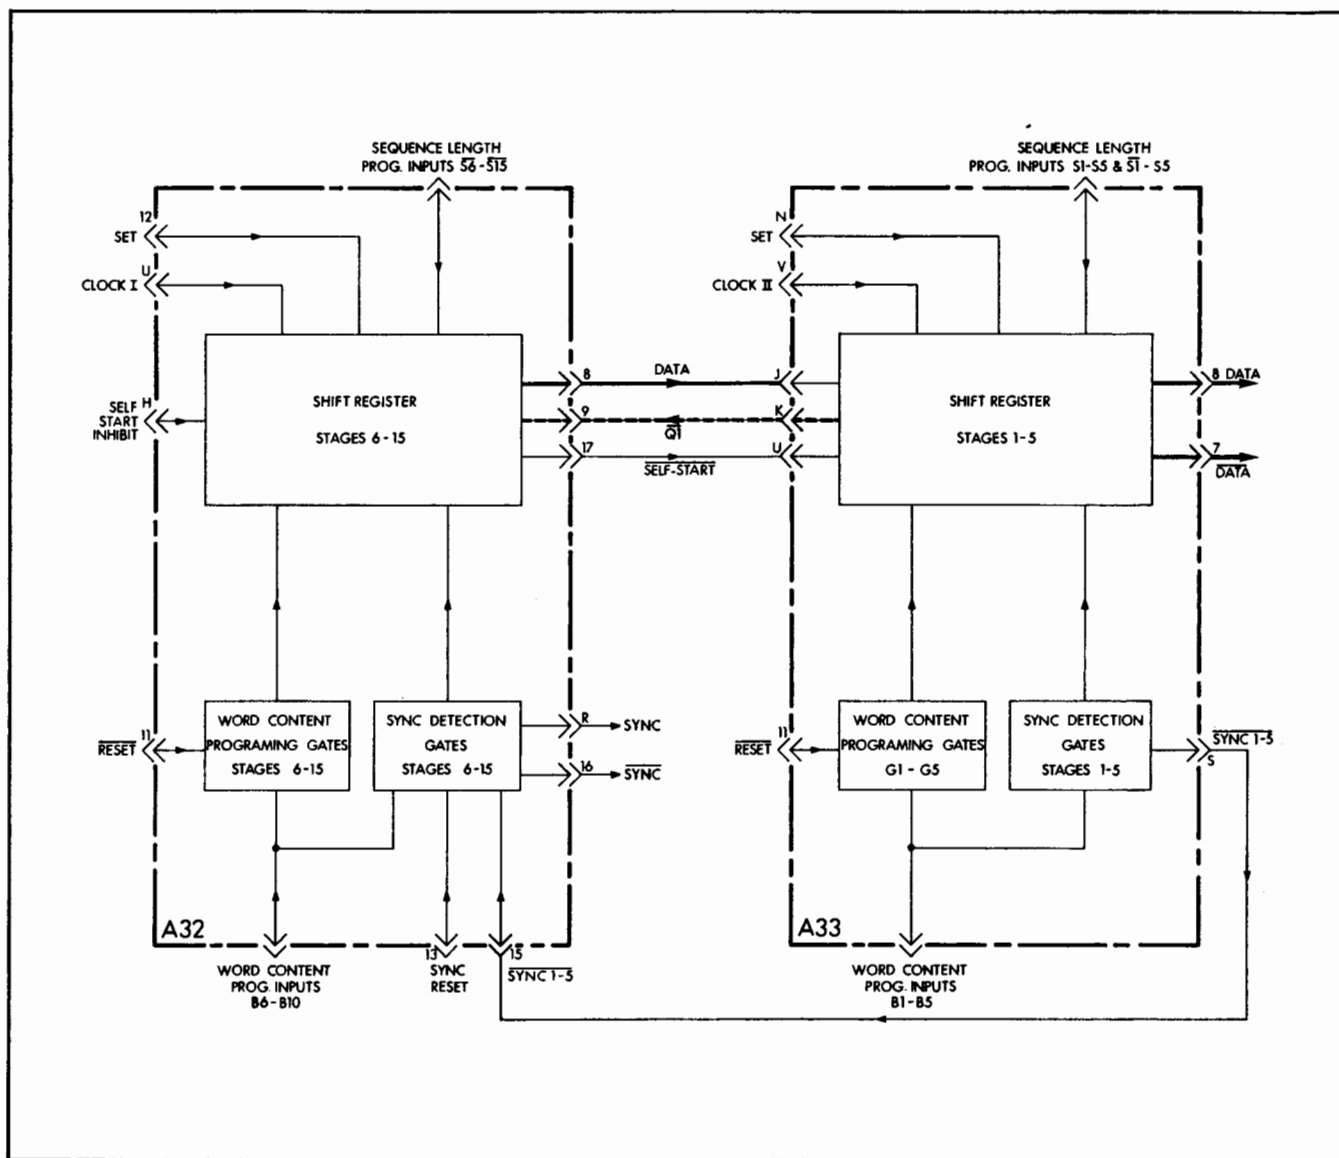 SEQUENCE LENGTH
PROG. INPUTS S̅6̅ - S̅1̅5̅
SEQUENCE LENGTH
PROG. INPUTS S1-S5 & S̅1̅ - S5
12
SET
U
CLOCK I
N
SET
V
CLOCK II
SHIFT REGISTER
STAGES 6 - 15
SELF
START
INHIBIT
H
8
DATA
J
9
Q̅1̅
K
17
S̅E̅L̅F̅-̅S̅T̅A̅R̅T̅
U
SHIFT REGISTER
STAGES 1 - 5
8 DATA
7
D̅A̅T̅A̅
11
R̅E̅S̅E̅T̅
WORD CONTENT
PROGRAMING GATES
STAGES 6-15
SYNC DETECTION
GATES
STAGES 6-15
R
SYNC
16
S̅Y̅N̅C̅
11
R̅E̅S̅E̅T̅
WORD CONTENT
PROGRAMING GATES
G1 - G5
SYNC DETECTION
GATES
STAGES 1-5
S̅Y̅N̅C̅ ̅1̅-̅5̅
S
A32
A33
WORD CONTENT
PROG. INPUTS
B6-B10
13
SYNC
RESET
15
S̅Y̅N̅C̅ ̅1̅-̅5̅
WORD CONTENT
PROG. INPUTS
B1-B5